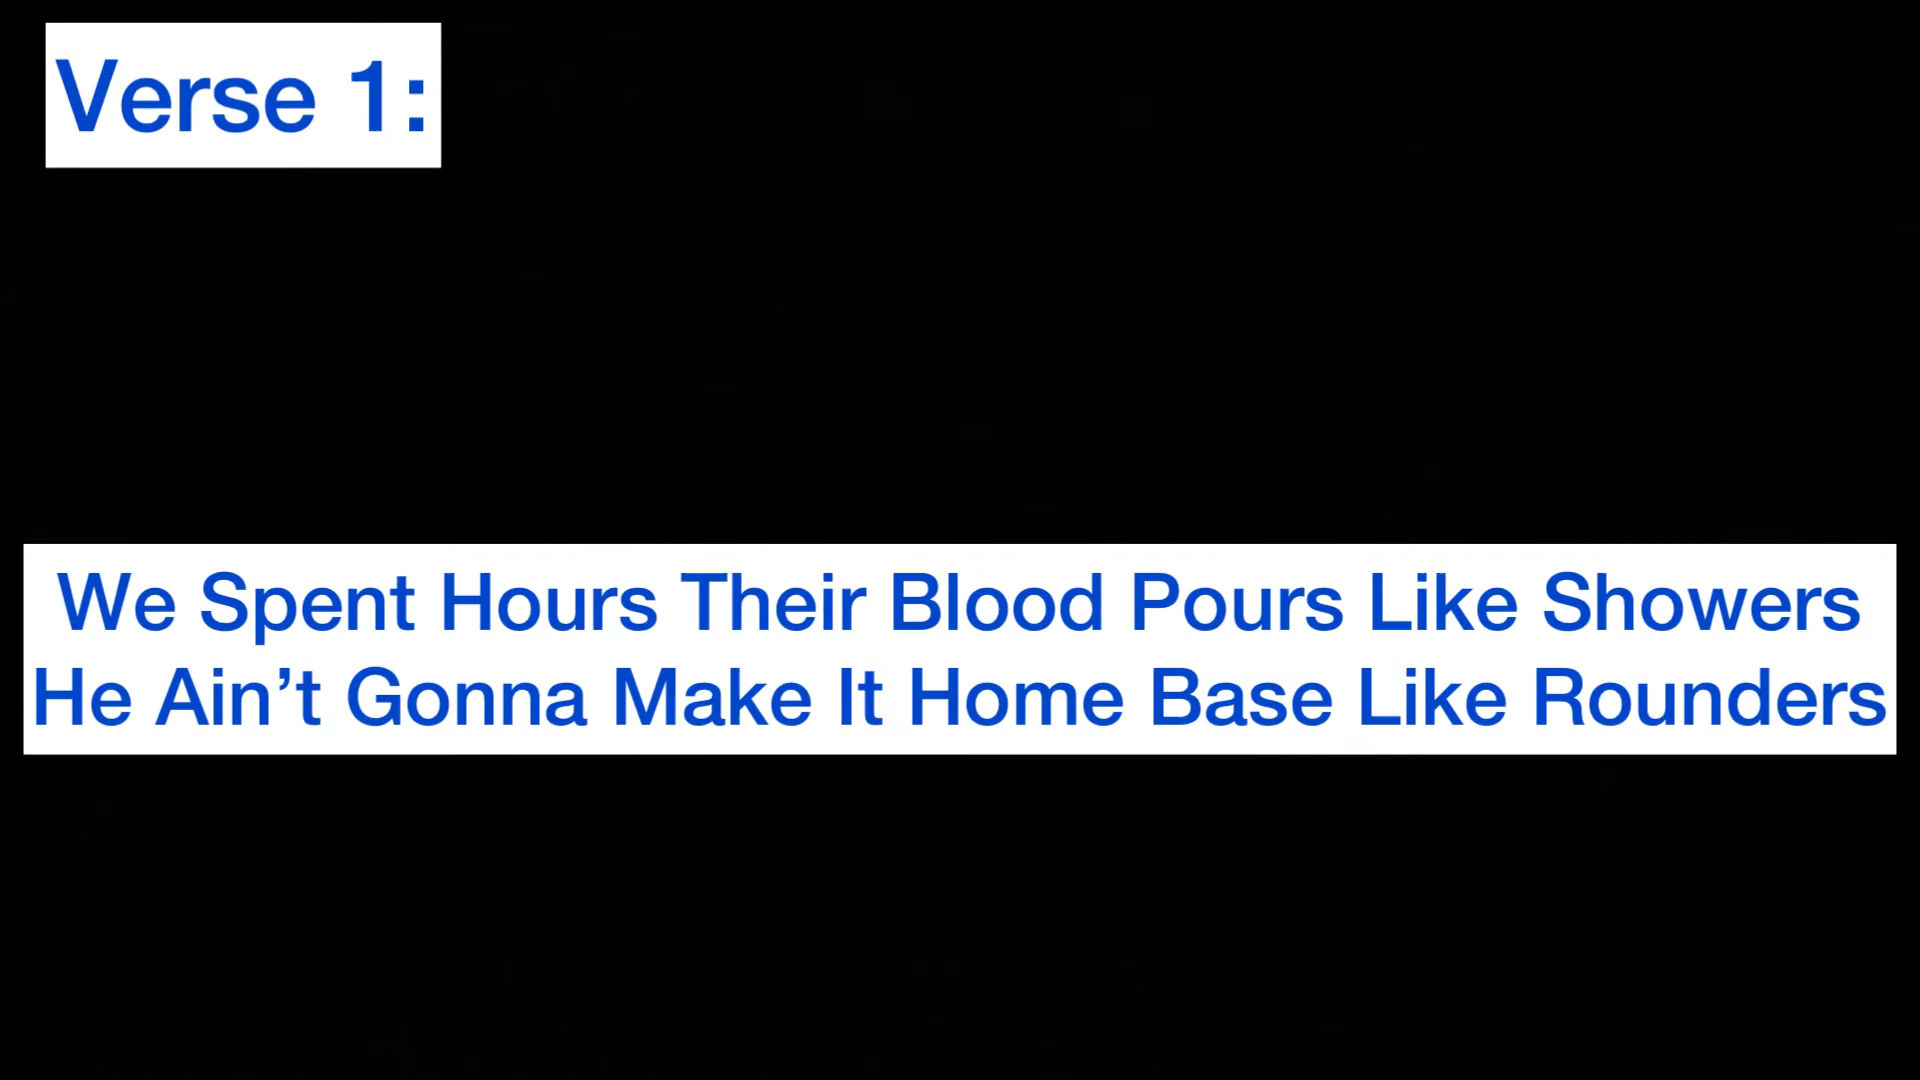 Verse 1:
We Spent Hours Their Blood Pours Like Showers
He Ain’t Gonna Make It Home Base Like Rounders